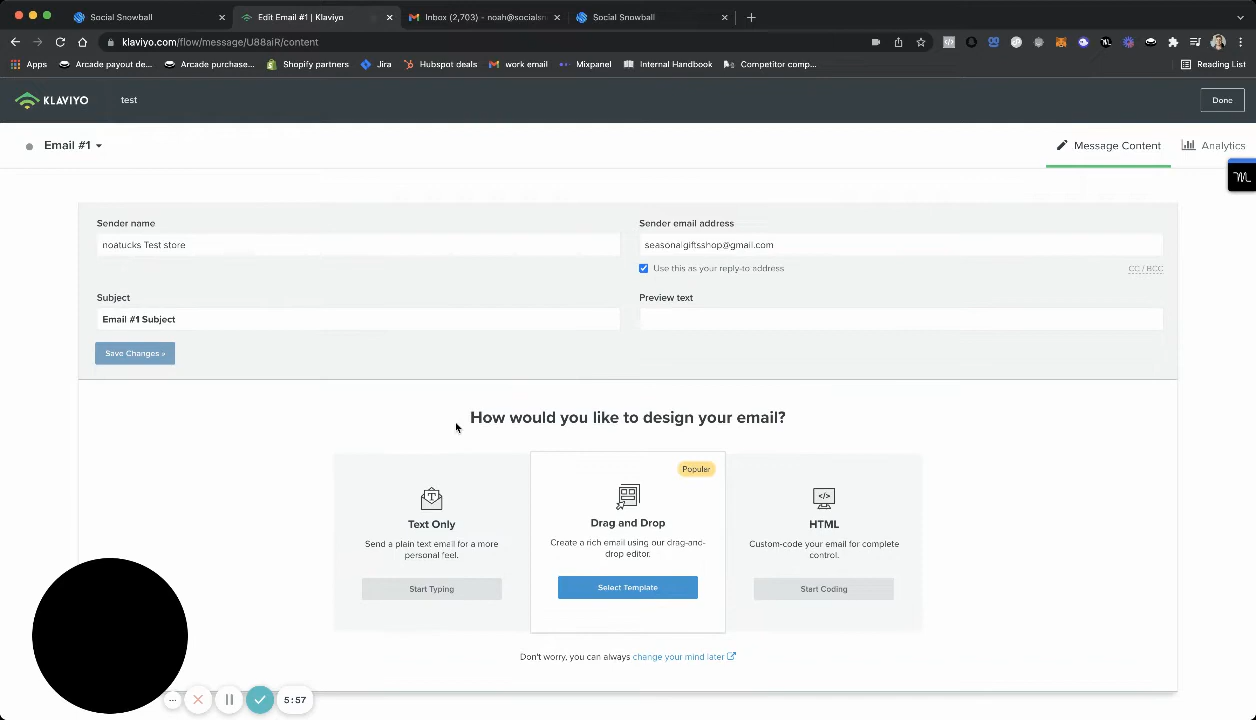 Social Snowball
Edit Email #1 | Klaviyo
Inbox (2,703) - noah@socialsn
Social Snowball
klaviyo.com/flow/message/U88aiR/content
Apps
Arcade payout de...
Arcade purchase...
Shopify partners
Jira
Hubspot deals
work email
Mixpanel
Internal Handbook
Competitor comp...
Reading List
KLAVIYO
test
Done
Email #1
Message Content
Analytics
Sender name
Sender email address
noatucks Test store
seasonalgiftsshop@gmail.com
Use this as your reply-to address
CC / BCC
Subject
Preview text
Email #1 Subject
Save Changes »
How would you like to design your email?
Popular
Text Only
Send a plain text email for a more
personal feel.
Start Typing
Drag and Drop
Create a rich email using our drag-and-
drop editor.
Select Template
HTML
Custom-code your email for complete
control.
Start Coding
Don't worry, you can always change your mind later
5:57